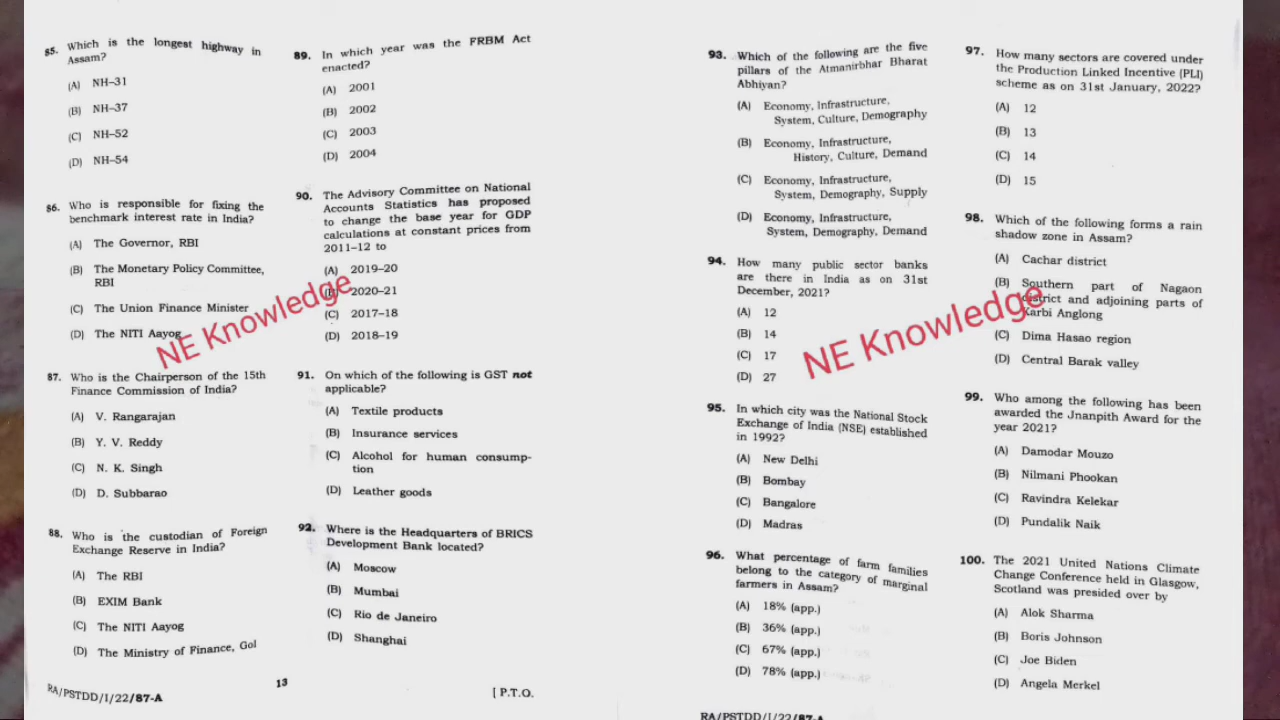 85. Which is the longest highway in
Assam?
(A) NH–31
(B) NH–37
(C) NH–52
(D) NH–54
86. Who is responsible for fixing the
benchmark interest rate in India?
(A) The Governor, RBI
(B) The Monetary Policy Committee,
RBI
(C) The Union Finance Minister
(D) The NITI Aayog
87. Who is the Chairperson of the 15th
Finance Commission of India?
(A) V. Rangarajan
(B) Y. V. Reddy
(C) N. K. Singh
(D) D. Subbarao
88. Who is the custodian of Foreign
Exchange Reserve in India?
(A) The RBI
(B) EXIM Bank
(C) The NITI Aayog
(D) The Ministry of Finance, GoI
RA/PSTDD/1/22/87-A
13
89. In which year was the FRBM Act
enacted?
(A) 2001
(B) 2002
(C) 2003
(D) 2004
90. The Advisory Committee on National
Accounts Statistics has proposed
to change the base year for GDP
calculations at constant prices from
2011–12 to
(A) 2019–20
(B) 2020–21
(C) 2017–18
(D) 2018–19
91. On which of the following is GST not
applicable?
(A) Textile products
(B) Insurance services
(C) Alcohol for human consump-
tion
(D) Leather goods
92. Where is the Headquarters of BRICS
Development Bank located?
(A) Moscow
(B) Mumbai
(C) Rio de Janeiro
(D) Shanghai
[ P.T.O.
NE Knowledge
93. Which of the following are the five
pillars of the Atmanirbhar Bharat
Abhiyan?
(A) Economy, Infrastructure,
System, Culture, Demography
(B) Economy, Infrastructure,
History, Culture, Demand
(C) Economy, Infrastructure,
System, Demography, Supply
(D) Economy, Infrastructure,
System, Demography, Demand
94. How many public sector banks
are there in India as on 31st
December, 2021?
(A) 12
(B) 14
(C) 17
(D) 27
95. In which city was the National Stock
Exchange of India (NSE) established
in 1992?
(A) New Delhi
(B) Bombay
(C) Bangalore
(D) Madras
96. What percentage of farm families
belong to the category of marginal
farmers in Assam?
(A) 18% (app.)
(B) 36% (app.)
(C) 67% (app.)
(D) 78% (app.)
RA/PSTDD/1/22/87-A
97. How many sectors are covered under
the Production Linked Incentive (PLI)
scheme as on 31st January, 2022?
(A) 12
(B) 13
(C) 14
(D) 15
98. Which of the following forms a rain
shadow zone in Assam?
(A) Cachar district
(B) Southern part of Nagaon
district and adjoining parts of
Karbi Anglong
(C) Dima Hasao region
(D) Central Barak valley
99. Who among the following has been
awarded the Jnanpith Award for the
year 2021?
(A) Damodar Mouzo
(B) Nilmani Phookan
(C) Ravindra Kelekar
(D) Pundalik Naik
100. The 2021 United Nations Climate
Change Conference held in Glasgow,
Scotland was presided over by
(A) Alok Sharma
(B) Boris Johnson
(C) Joe Biden
(D) Angela Merkel
NE Knowledge